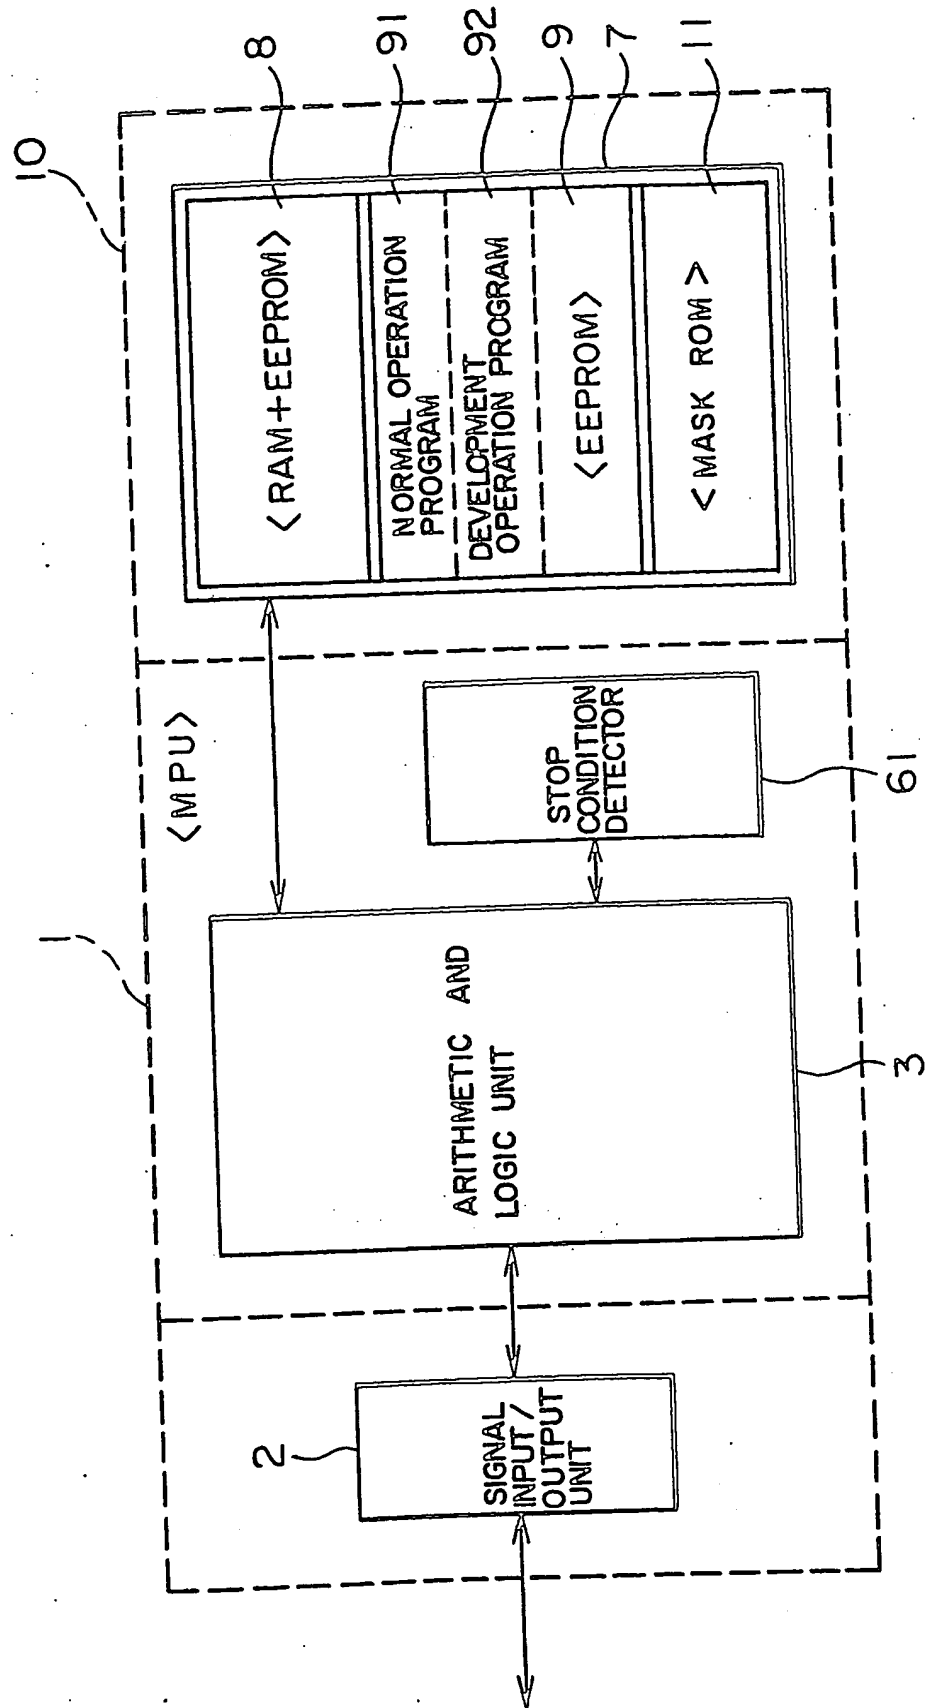 10
1
<MPU>
8
91
92
9
7
11
<RAM+EEPROM>
NORMAL OPERATION
PROGRAM
DEVELOPMENT
OPERATION PROGRAM
<EEPROM>
<MASK ROM>
STOP
CONDITION
DETECTOR
61
ARITHMETIC AND
LOGIC UNIT
3
2
SIGNAL
INPUT/
OUTPUT
UNIT